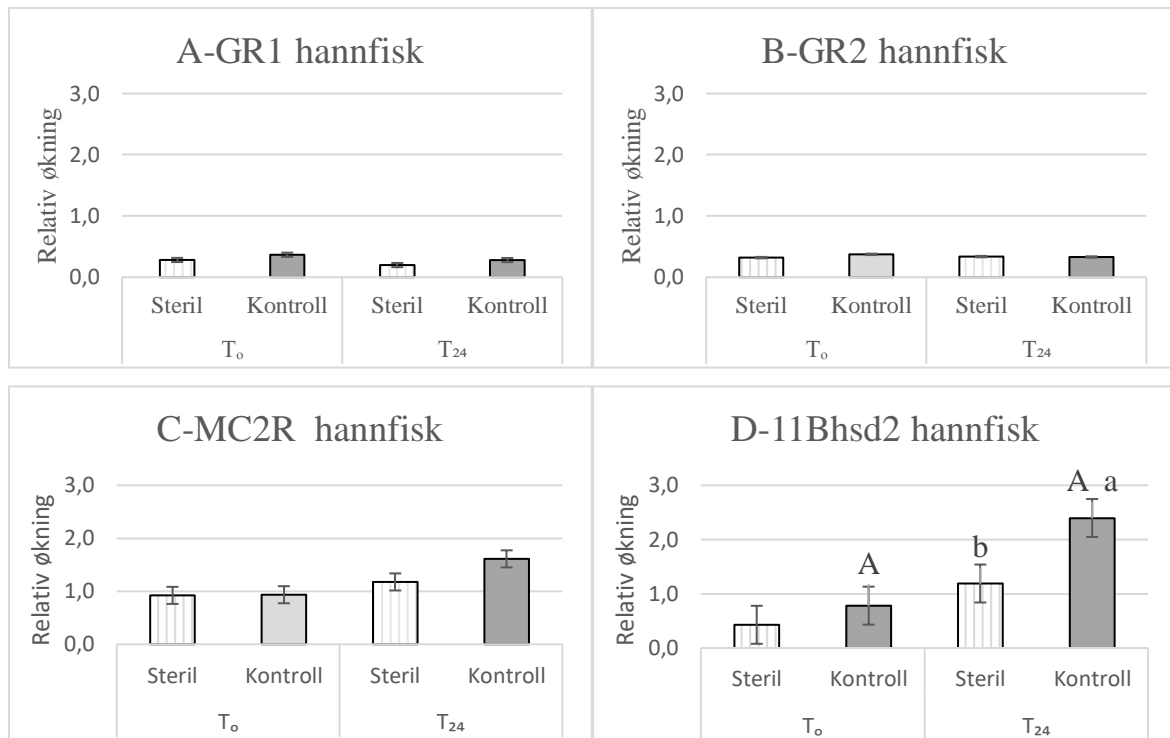 A-GR1 hannfisk
Relativ økning
3,0
2,0
1,0
0,0
Steril Kontroll Steril Kontroll
Tₒ T₂₄
B-GR2 hannfisk
Relativ økning
3,0
2,0
1,0
0,0
Steril Kontroll Steril Kontroll
Tₒ T₂₄
C-MC2R hannfisk
Relativ økning
3,0
2,0
1,0
0,0
Steril Kontroll Steril Kontroll
Tₒ T₂₄
D-11Bhsd2 hannfisk
Relativ økning
3,0
2,0
1,0
0,0
A
b
A a
Steril Kontroll Steril Kontroll
Tₒ T₂₄